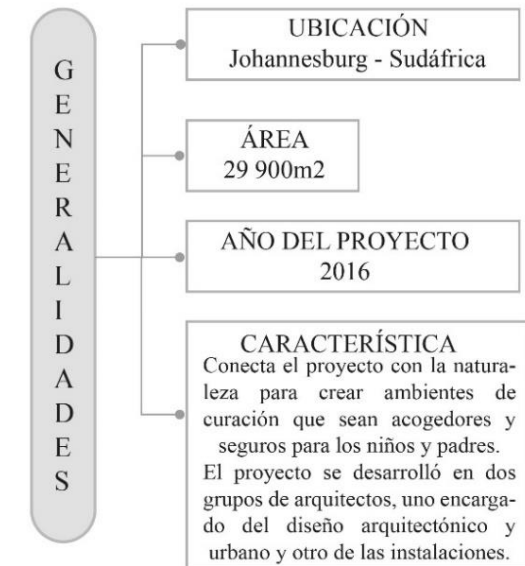 GENERALIDADES
UBICACIÓN
Johannesburg - Sudáfrica
ÁREA
29 900m2
AÑO DEL PROYECTO
2016
CARACTERÍSTICA
Conecta el proyecto con la natura-
leza para crear ambientes de
curación que sean acogedores y
seguros para los niños y padres.
El proyecto se desarrolló en dos
grupos de arquitectos, uno encarga-
do del diseño arquitectónico y
urbano y otro de las instalaciones.